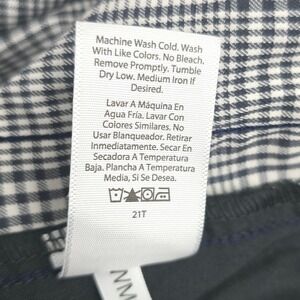 Machine Wash Cold. Wash
With Like Colors. No Bleach.
Remove Promptly. Tumble
Dry Low. Medium Iron If
Desired.
Lavar A Máquina En
Agua Fría. Lavar Con
Colores Similares. No
Usar Blanqueador. Retirar
Inmediatamente. Secar En
Secadora A Temperatura
Baja. Plancha A Temperatura
Media, Si Se Desea.
21T